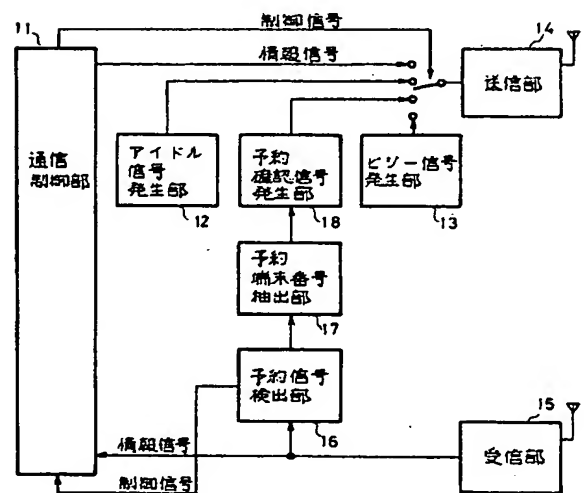 11
制御信号
情報信号
14
送信部
通信
制御部
アイドル
信号
発生部
12
予約
確認信号
発生部
18
ビジー信号
発生部
13
予約
端末番号
抽出部
17
予約信号
検出部
16
15
受信部
情報信号
制御信号